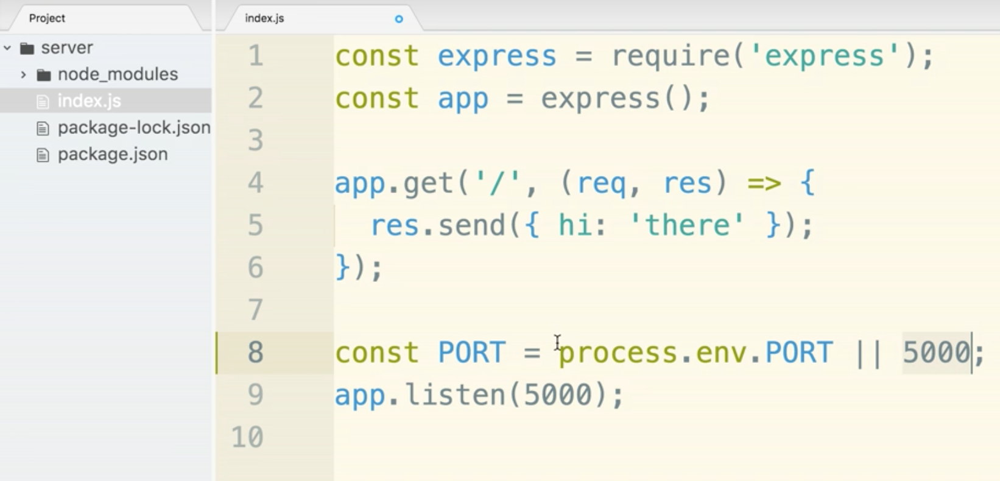 Project
server
node_modules
index.js
package-lock.json
package.json
index.js
1 const express = require('express');
2 const app = express();
3
4 app.get('/', (req, res) => {
5   res.send({ hi: 'there' });
6 });
7
8 const PORT = process.env.PORT || 5000;
9 app.listen(5000);
10